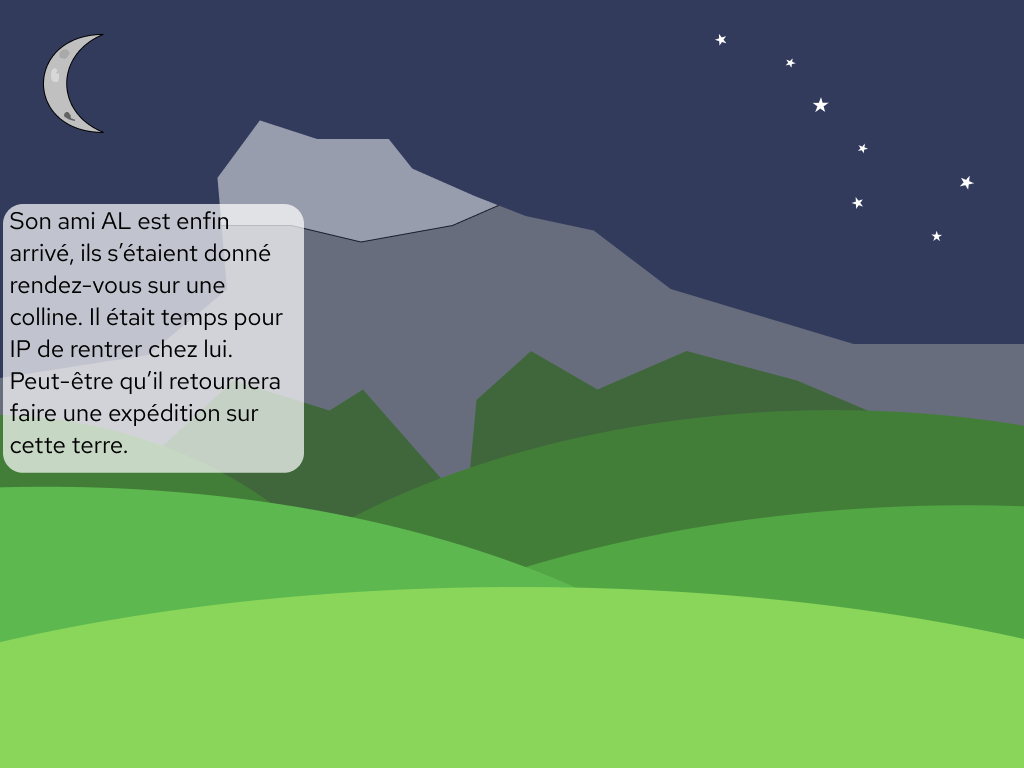 Son ami AL est enfin
arrivé, ils s’étaient donné
rendez-vous sur une
colline. Il était temps pour
IP de rentrer chez lui.
Peut-être qu’il retournera
faire une expédition sur
cette terre.